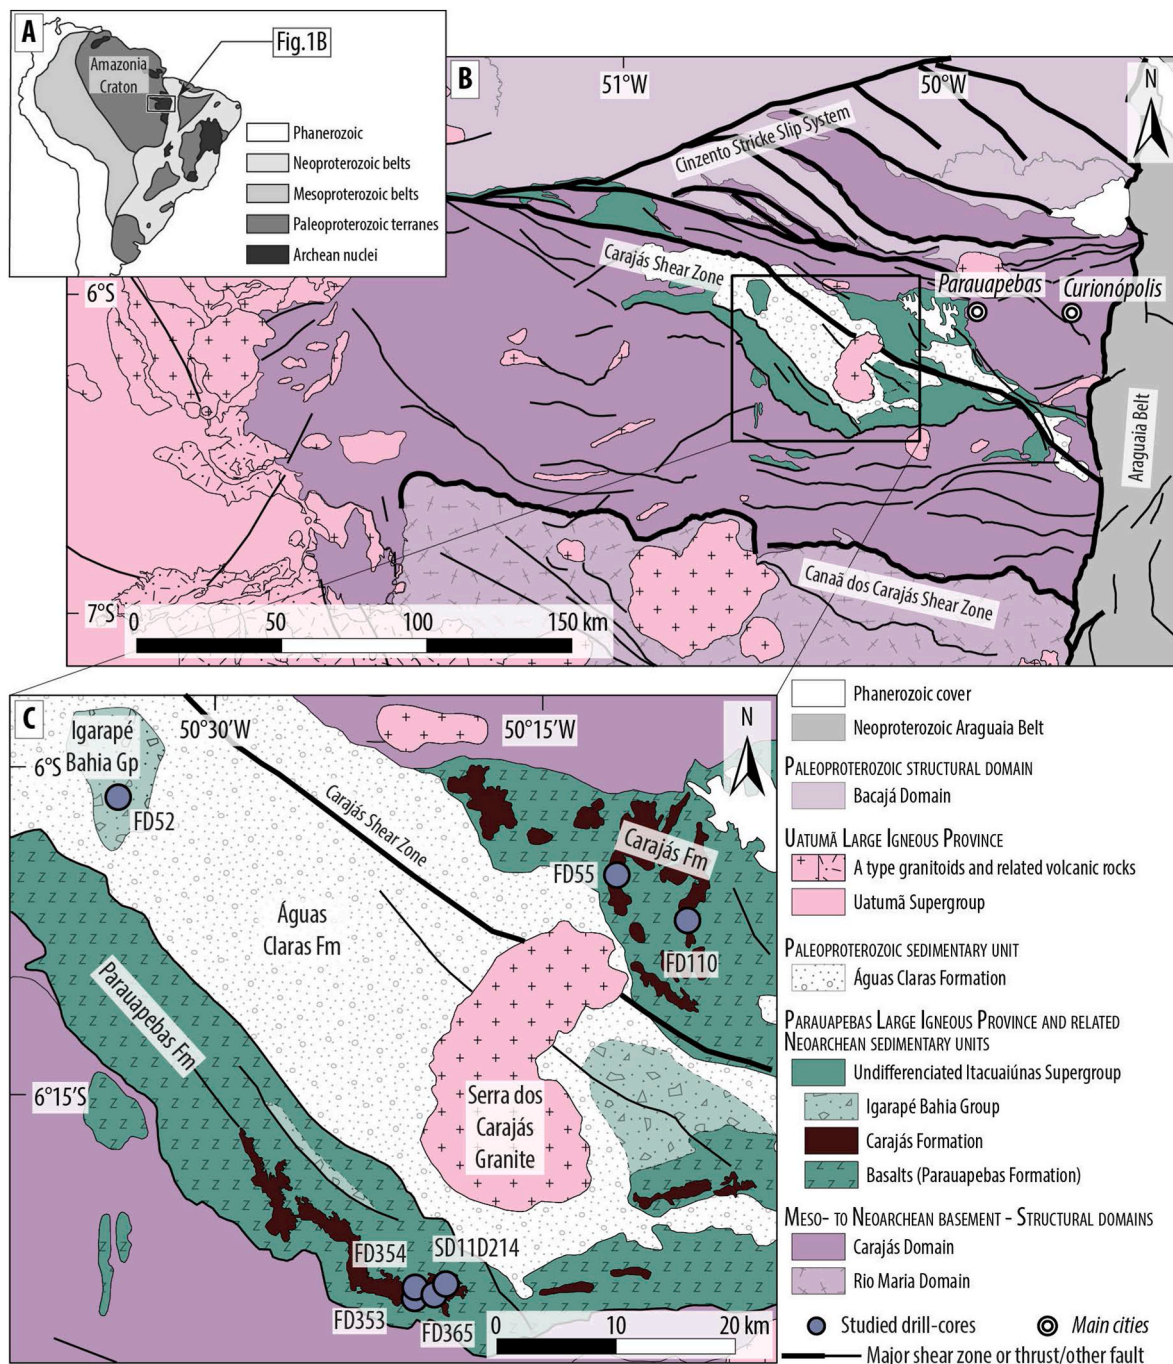 A
Amazonia
Craton
Fig.1B
Phanerozoic
Neoproterozoic belts
Mesoproterozoic belts
Paleoproterozoic terranes
Archean nuclei
B
51°W
50°W
N
Cinzento Stricke Slip System
Carajás Shear Zone
Parauapebas
Curionópolis
6°S
Araguaia Belt
Canaã dos Carajás Shear Zone
7°S
0
50
100
150 km
C
50°30'W
50°15'W
N
Igarapé
Bahia Gp
6°S
FD52
Carajás Shear Zone
Carajás Fm
FD55
FD110
Águas
Claras Fm
Parauapebas Fm
6°15'S
Serra dos
Carajás
Granite
FD354
SD11D214
FD353
FD365
0
10
20 km
Phanerozoic cover
Neoproterozoic Araguaia Belt
PALEOPROTEROZOIC STRUCTURAL DOMAIN
Bacajá Domain
UATUMÃ LARGE IGNEOUS PROVINCE
A type granitoids and related volcanic rocks
Uatumã Supergroup
PALEOPROTEROZOIC SEDIMENTARY UNIT
Águas Claras Formation
PARAUAPEBAS LARGE IGNEOUS PROVINCE AND RELATED
NEOARCHEAN SEDIMENTARY UNITS
Undifferenciated Itacuaiúnas Supergroup
Igarapé Bahia Group
Carajás Formation
Basalts (Parauapebas Formation)
MESO- TO NEOARCHEAN BASEMENT - STRUCTURAL DOMAINS
Carajás Domain
Rio Maria Domain
Studied drill-cores
Main cities
Major shear zone or thrust/other fault